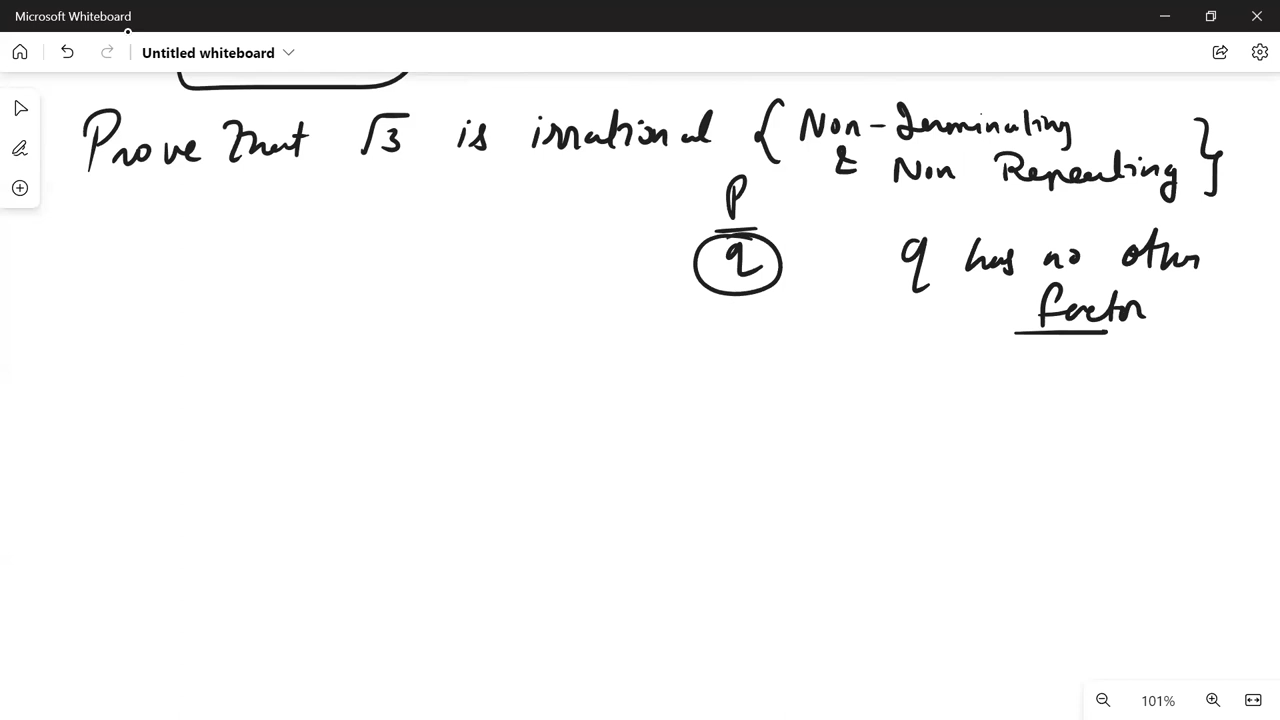 Microsoft Whiteboard
Untitled whiteboard
Prove that √3 is irrational { Non-Terminating
& Non Repeating }
P
q
q has no other
factor
101%